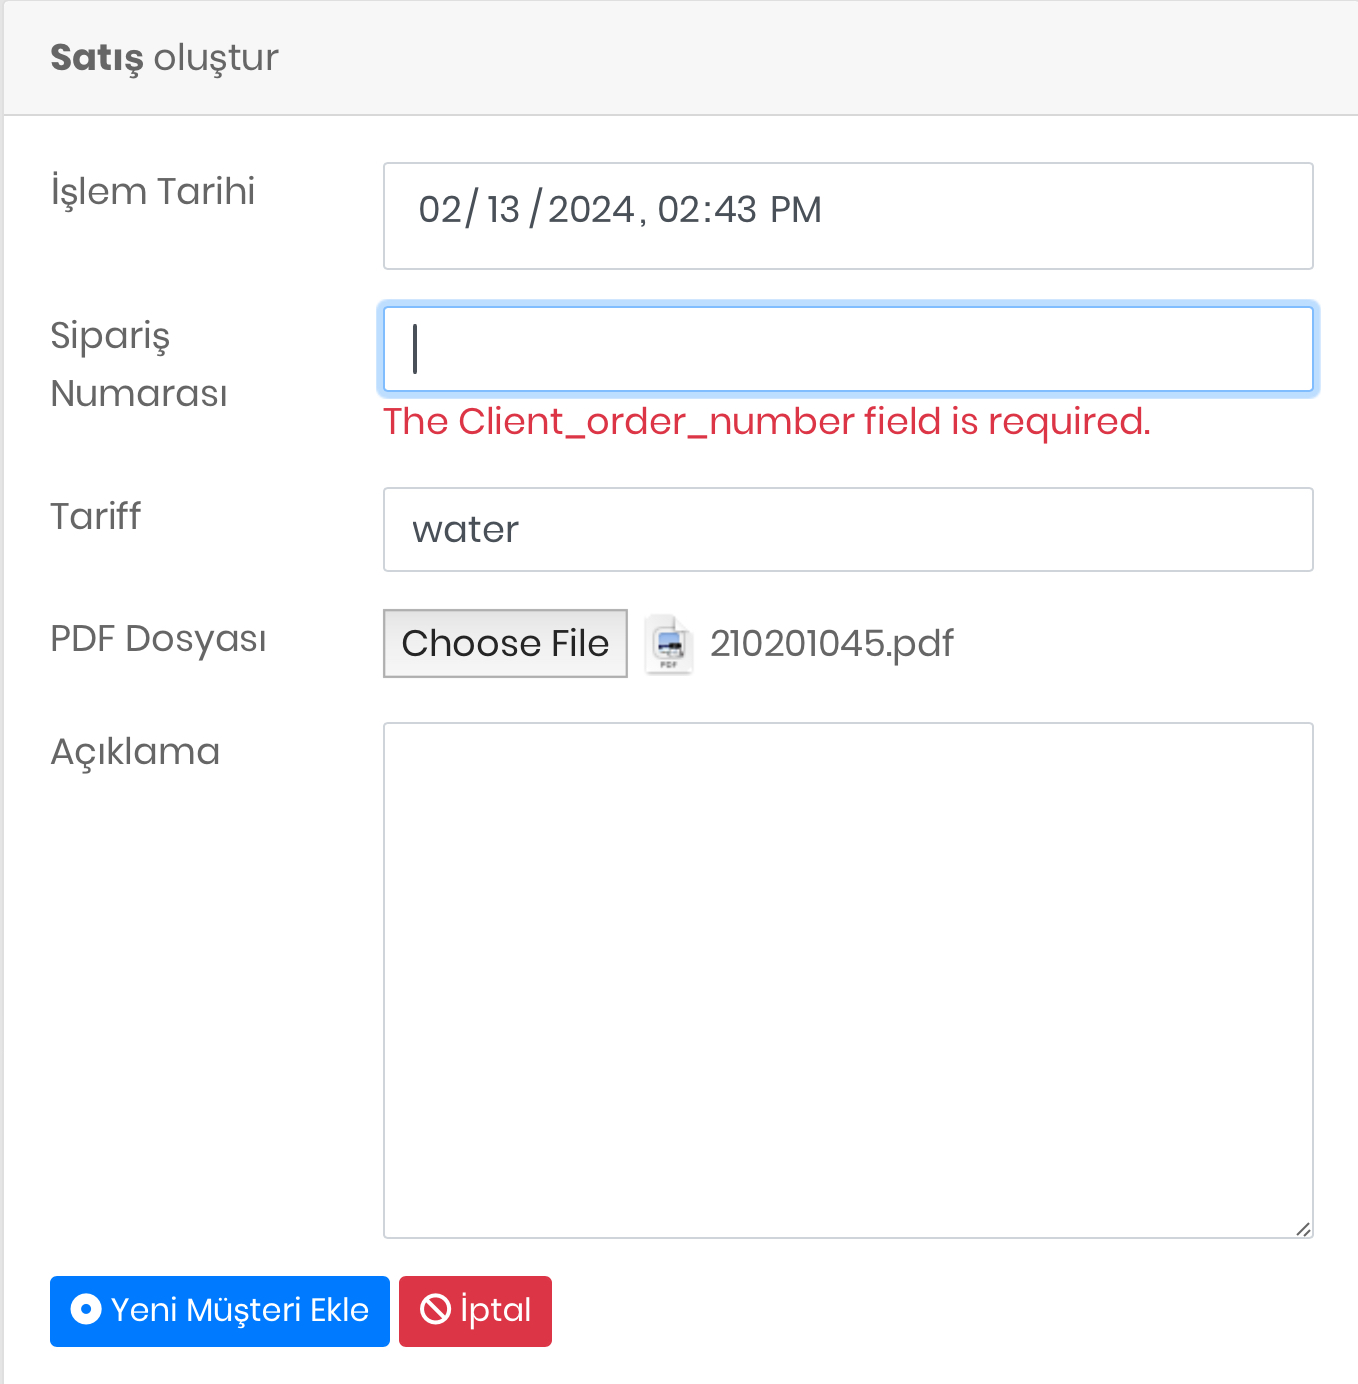 Satış oluştur
İşlem Tarihi
02/13/2024, 02:43 PM
Sipariş
Numarası
The Client_order_number field is required.
Tariff
water
PDF Dosyası
Choose File
PDF
210201045.pdf
Açıklama
Yeni Müşteri Ekle
İptal